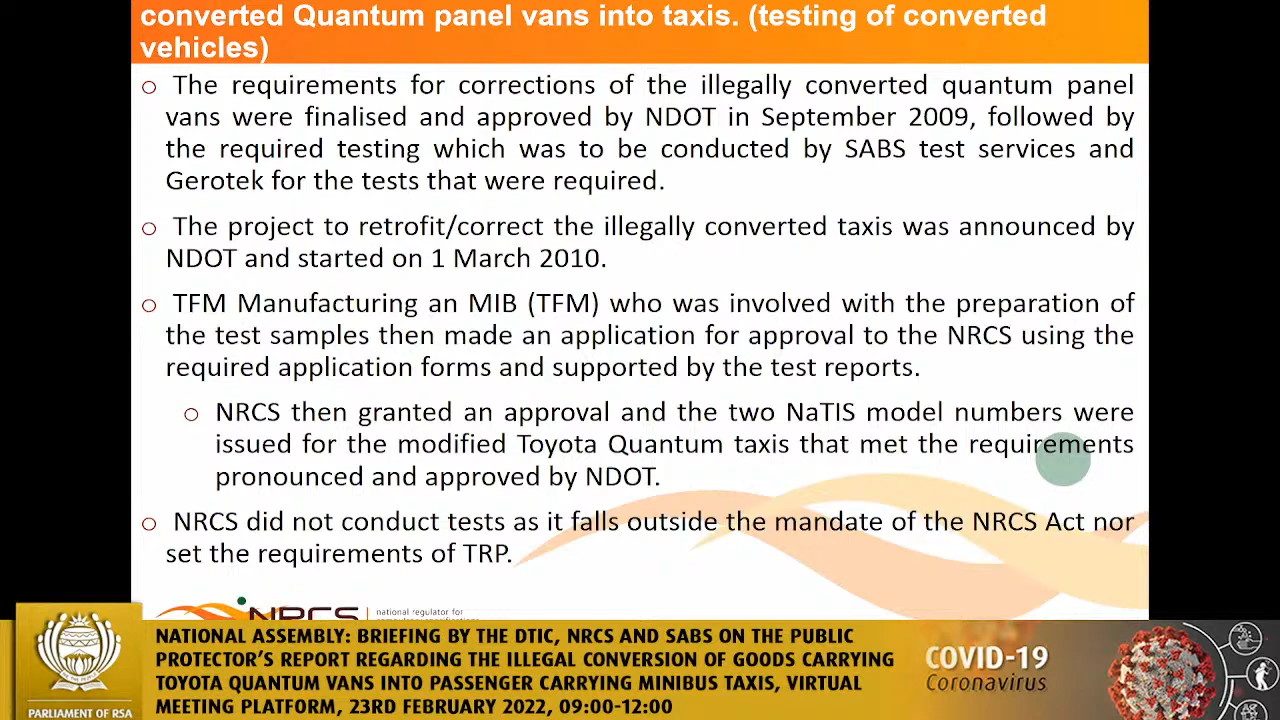 converted Quantum panel vans into taxis. (testing of converted
vehicles)
o The requirements for corrections of the illegally converted quantum panel
vans were finalised and approved by NDOT in September 2009, followed by
the required testing which was to be conducted by SABS test services and
Gerotek for the tests that were required.
o The project to retrofit/correct the illegally converted taxis was announced by
NDOT and started on 1 March 2010.
o TFM Manufacturing an MIB (TFM) who was involved with the preparation of
the test samples then made an application for approval to the NRCS using the
required application forms and supported by the test reports.
o NRCS then granted an approval and the two NaTIS model numbers were
issued for the modified Toyota Quantum taxis that met the requirements
pronounced and approved by NDOT.
o NRCS did not conduct tests as it falls outside the mandate of the NRCS Act nor
set the requirements of TRP.
NRCS
national regulator for
NATIONAL ASSEMBLY: BRIEFING BY THE DTIC, NRCS AND SABS ON THE PUBLIC
PROTECTOR'S REPORT REGARDING THE ILLEGAL CONVERSION OF GOODS CARRYING
TOYOTA QUANTUM VANS INTO PASSENGER CARRYING MINIBUS TAXIS, VIRTUAL
MEETING PLATFORM, 23RD FEBRUARY 2022, 09:00-12:00
PARLIAMENT OF RSA
COVID-19
Coronavirus